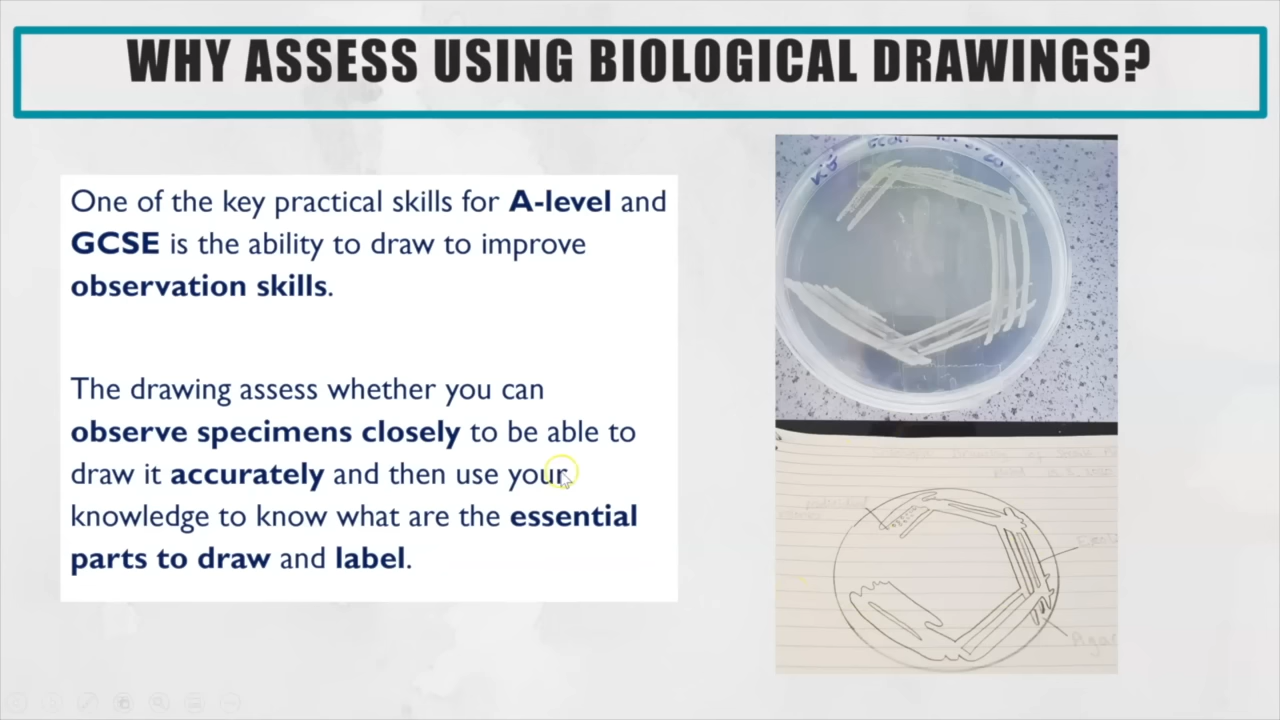 WHY ASSESS USING BIOLOGICAL DRAWINGS?
One of the key practical skills for A-level and
GCSE is the ability to draw to improve
observation skills.
The drawing assess whether you can
observe specimens closely to be able to
draw it accurately and then use your
knowledge to know what are the essential
parts to draw and label.
Agar